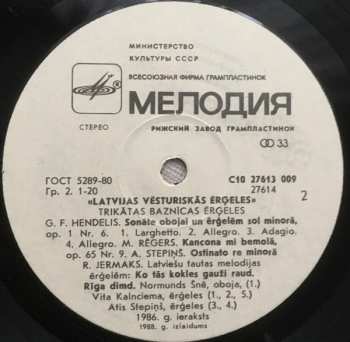 МИНИСТЕРСТВО
КУЛЬТУРЫ СССР
ВСЕСОЮЗНАЯ ФИРМА ГРАМПЛАСТИНОК
МЕЛОДИЯ
СТЕРЕО
РИЖСКИЙ ЗАВОД ГРАМПЛАСТИНОК
33
ГОСТ 5289-80
С10 27613 009
Гр. 2. 1-20
27614
«LATVIJAS VĒSTURISKĀS ĒRĢELES»
2
TRIKĀTAS BAZNĪCAS ĒRĢELES
G. F. HENDELIS. Sonāte obojai un ērģelēm sol minorā,
op. 1 Nr. 6. 1. Larghetto. 2. Allegro. 3. Adagio.
4. Allegro. M. RĒGERS. Kancona mi bemolā,
op. 65 Nr. 9. A. STEPIŅŠ. Ostinato re minorā
R. JERMAKS. Latviešu tautas melodijas
ērģelēm: Ko tās kokles gauži raud.
Rīga dimd. Normunds Šnē, oboja, (1.)
Vita Kalnciema, ērģeles (1., 2., 5.)
Atis Stepiņš, ērģeles (3., 4.)
1986. g. ieraksts
1988. g. izlaidums